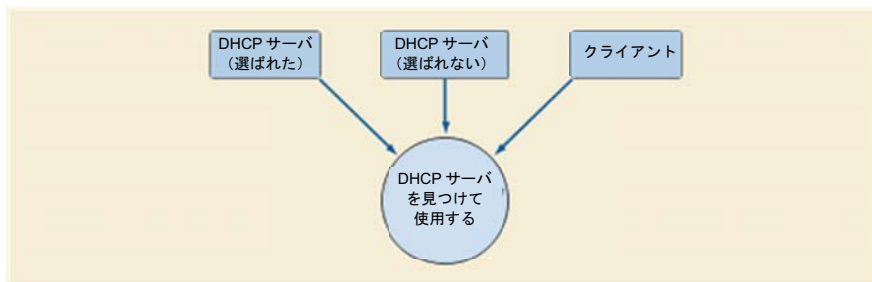 DHCP サーバ
（選ばれた）
DHCP サーバ
（選ばれない）
クライアント
DHCP サーバ
を見つけて
使用する